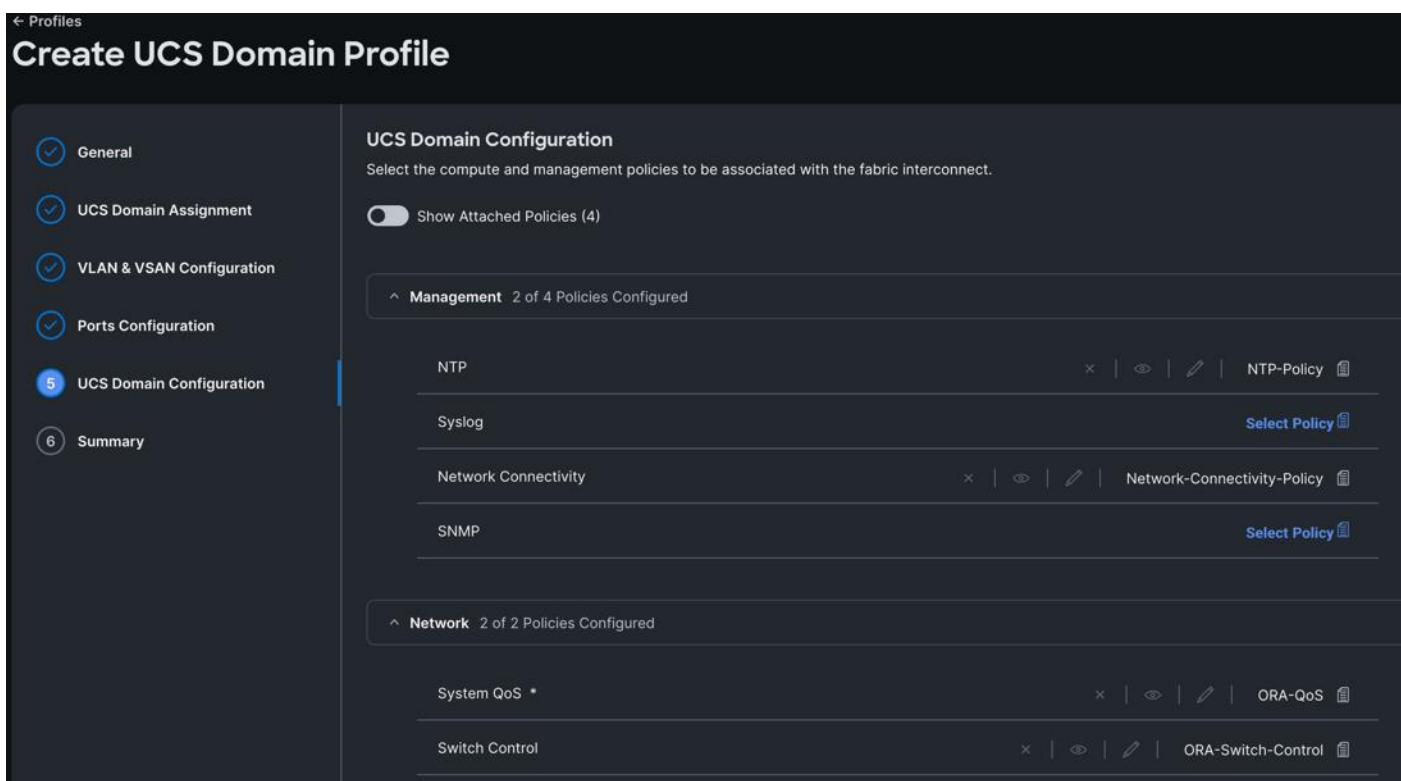 ← Profiles
Create UCS Domain Profile
General
UCS Domain Assignment
VLAN & VSAN Configuration
Ports Configuration
5 UCS Domain Configuration
6 Summary
UCS Domain Configuration
Select the compute and management policies to be associated with the fabric interconnect.
Show Attached Policies (4)
Management 2 of 4 Policies Configured
NTP NTP-Policy
Syslog Select Policy
Network Connectivity Network-Connectivity-Policy
SNMP Select Policy
Network 2 of 2 Policies Configured
System QoS * ORA-QoS
Switch Control ORA-Switch-Control